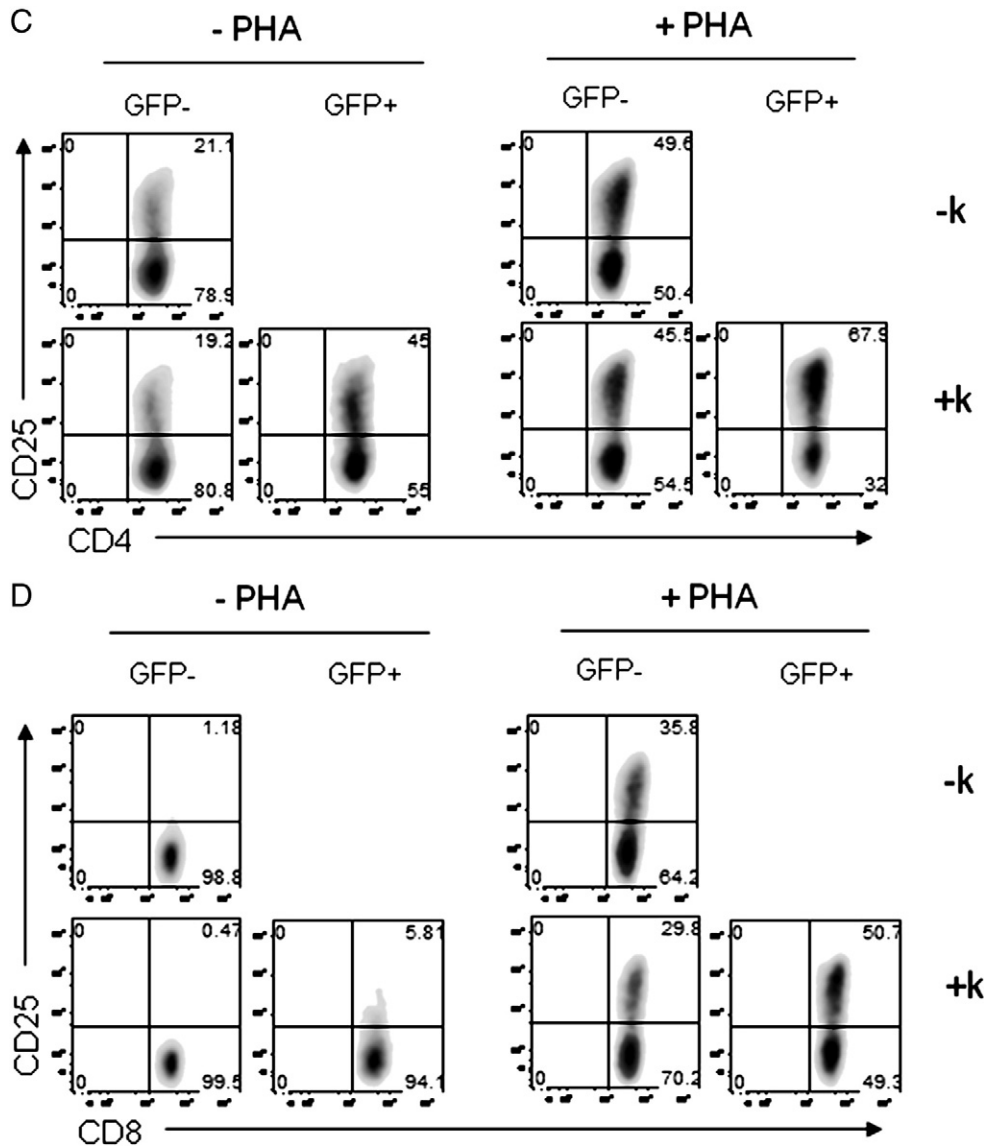 C
- PHA + PHA
GFP- GFP+ GFP- GFP+
0 21.1 0 49.6
-k
0 78.9 0 50.4
0 19.2 0 45 0 45.5 0 67.9
+k
0 80.8 0 55 0 54.5 0 32
CD25
CD4
D
- PHA + PHA
GFP- GFP+ GFP- GFP+
0 1.18 0 35.8
-k
0 98.8 0 64.2
0 0.47 0 5.81 0 29.8 0 50.7
+k
0 99.5 0 94.1 0 70.2 0 49.3
CD25
CD8